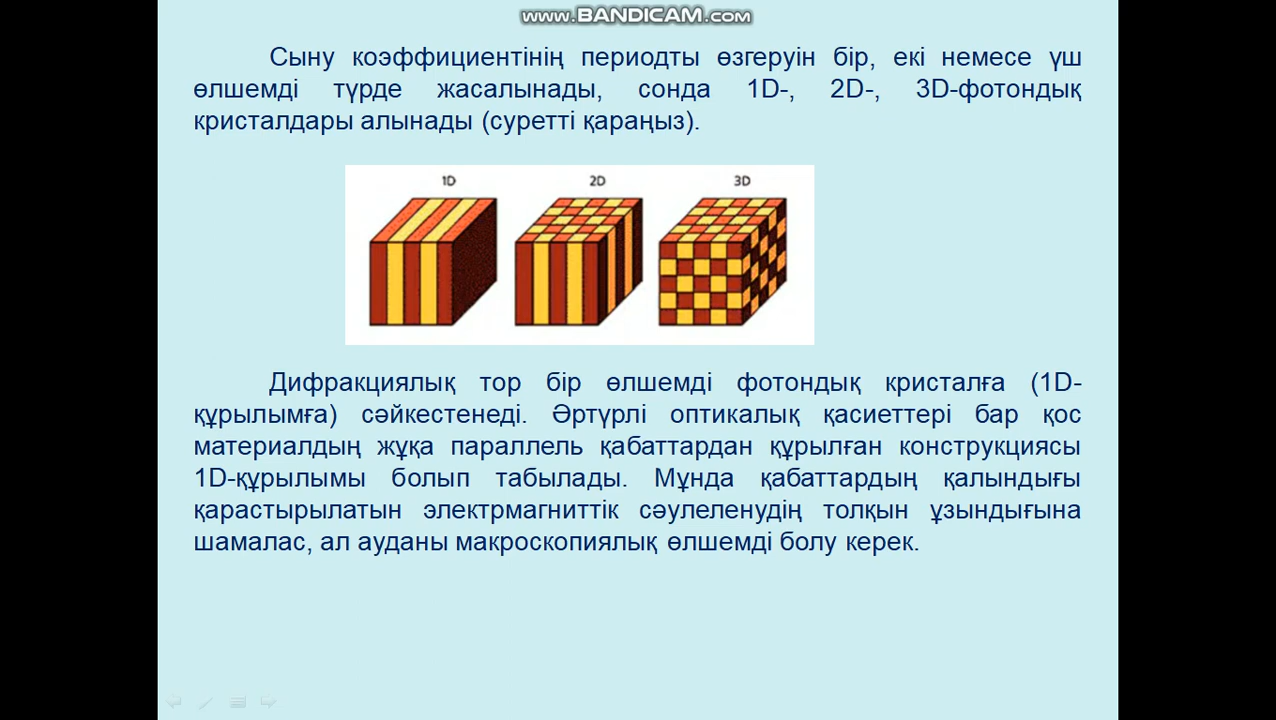 www.BANDICAM.com
Сыну коэффициентінің периодты өзгеруін бір, екі немесе үш
өлшемді түрде жасалынады, сонда 1D-, 2D-, 3D-фотондық
кристалдары алынады (суретті қараңыз).
1D 2D 3D
Дифракциялық тор бір өлшемді фотондық кристалға (1D-
құрылымға) сәйкестенеді. Әртүрлі оптикалық қасиеттері бар қос
материалдың жұқа параллель қабаттардан құрылған конструкциясы
1D-құрылымы болып табылады. Мұнда қабаттардың қалындығы
қарастырылатын электрмагниттік сәулеленудің толқын ұзындығына
шамалас, ал ауданы макроскопиялық өлшемді болу керек.